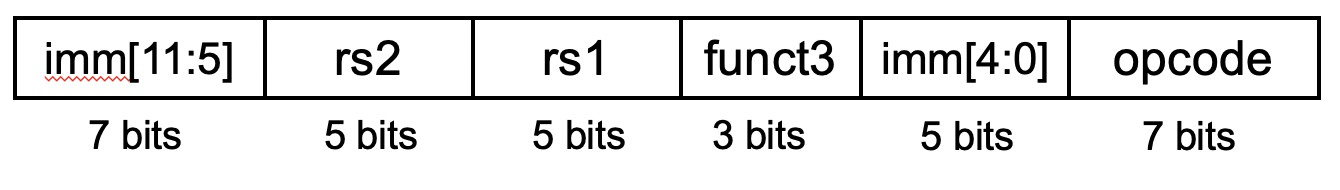 imm[11:5] rs2 rs1 funct3 imm[4:0] opcode
7 bits 5 bits 5 bits 3 bits 5 bits 7 bits